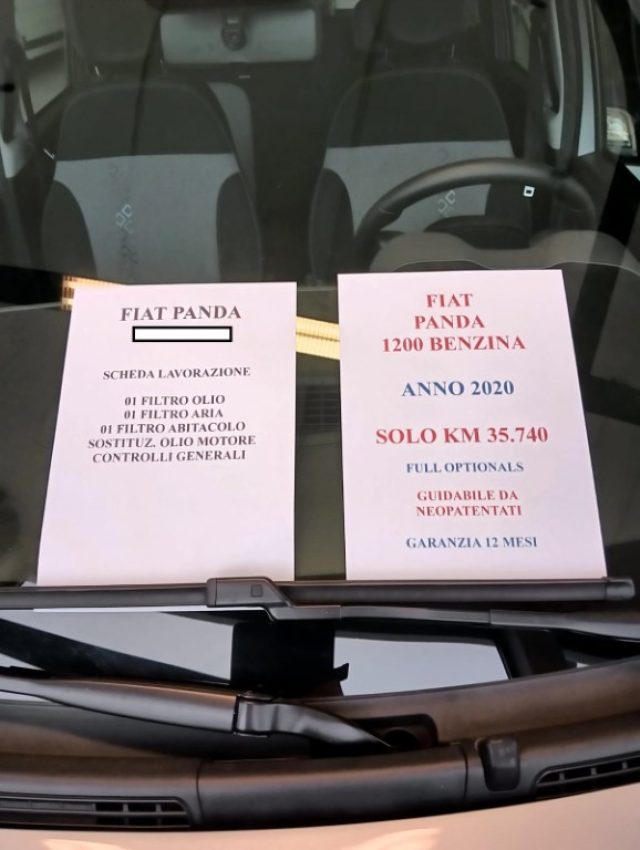 FIAT PANDA
SCHEDA LAVORAZIONE
01 FILTRO OLIO
01 FILTRO ARIA
01 FILTRO ABITACOLO
SOSTITUZ. OLIO MOTORE
CONTROLLI GENERALI
FIAT
PANDA
1200 BENZINA
ANNO 2020
SOLO KM 35.740
FULL OPTIONALS
GUIDABILE DA
NEOPATENTATI
GARANZIA 12 MESI